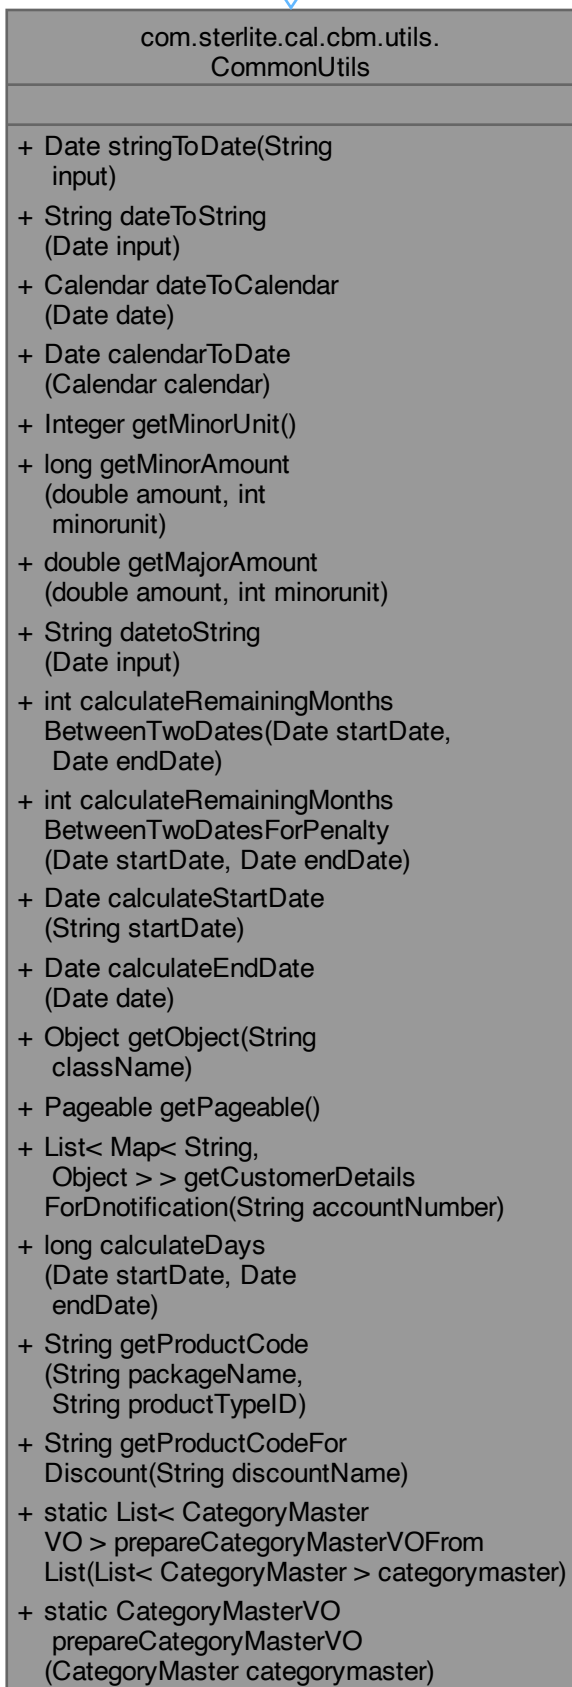 com.sterlite.cal.cbm.utils.
CommonUtils
+ Date stringToDate(String
input)
+ String dateToString
(Date input)
+ Calendar dateToCalendar
(Date date)
+ Date calendarToDate
(Calendar calendar)
+ Integer getMinorUnit()
+ long getMinorAmount
(double amount, int
minorunit)
+ double getMajorAmount
(double amount, int minorunit)
+ String datetoString
(Date input)
+ int calculateRemainingMonths
BetweenTwoDates(Date startDate,
Date endDate)
+ int calculateRemainingMonths
BetweenTwoDatesForPenalty
(Date startDate, Date endDate)
+ Date calculateStartDate
(String startDate)
+ Date calculateEndDate
(Date date)
+ Object getObject(String
className)
+ Pageable getPageable()
+ List< Map< String,
Object > > getCustomerDetails
ForDnotification(String accountNumber)
+ long calculateDays
(Date startDate, Date
endDate)
+ String getProductCode
(String packageName,
String productTypeID)
+ String getProductCodeFor
Discount(String discountName)
+ static List< CategoryMaster
VO > prepareCategoryMasterVOFrom
List(List< CategoryMaster > categorymaster)
+ static CategoryMasterVO
prepareCategoryMasterVO
(CategoryMaster categorymaster)